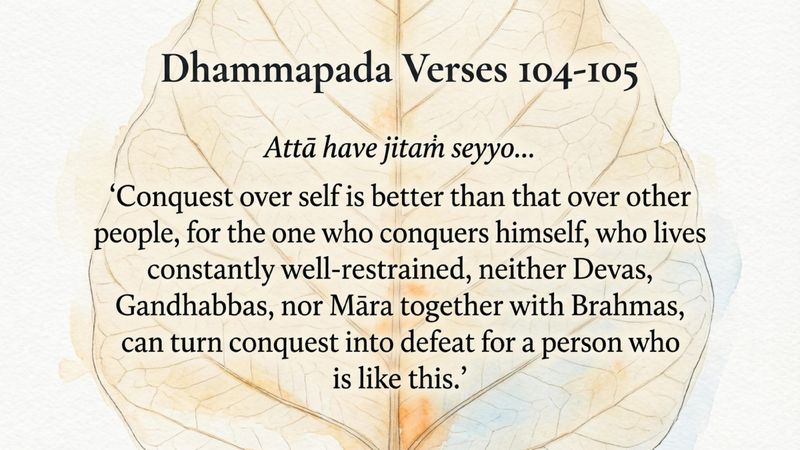 Dhammapada Verses 104-105
Attā have jitaṁ seyyo...
‘Conquest over self is better than that over other
people, for the one who conquers himself, who lives
constantly well-restrained, neither Devas,
Gandhabbas, nor Māra together with Brahmas,
can turn conquest into defeat for a person who
is like this.’